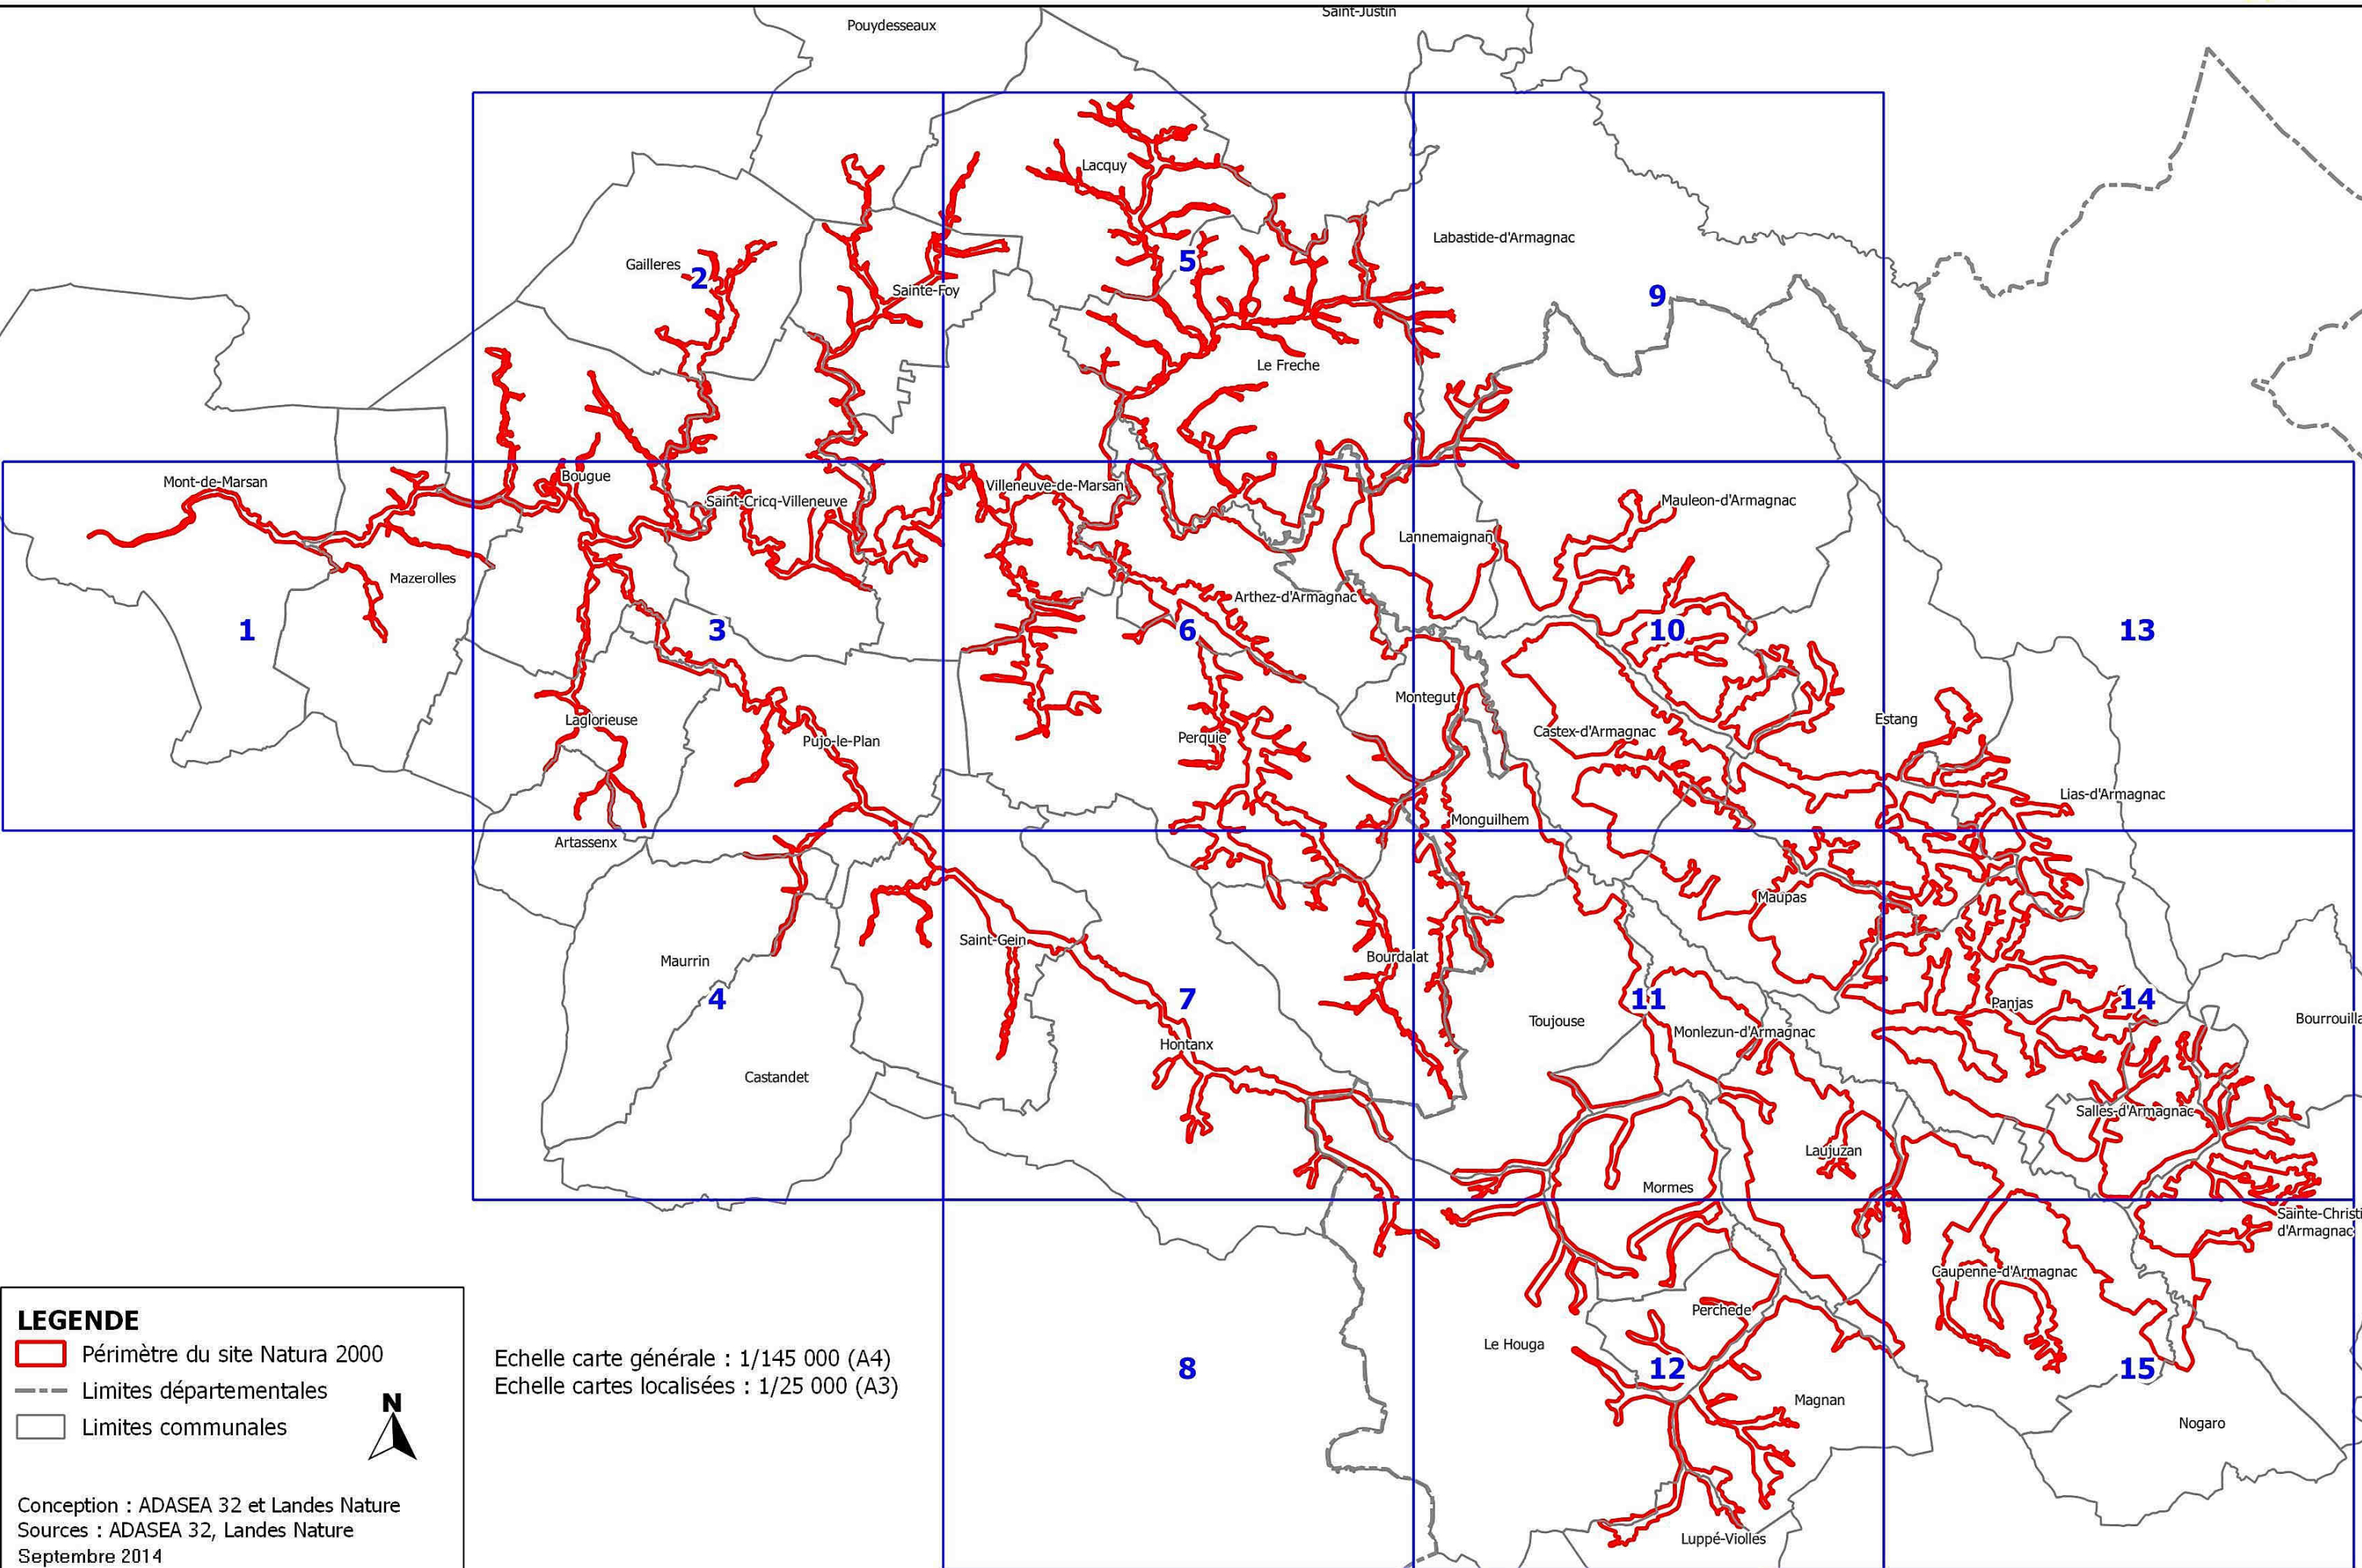 Saint-Justin
Pouydesseaux
Lacquy
Labastide-d'Armagnac
Gailleres
2
5
Sainte-Foy
9
Le Freche
Mont-de-Marsan
Bougue
Villeneuve-de-Marsan
Saint-Cricq-Villeneuve
Mauleon-d'Armagnac
Lannemaignan
Mazerolles
Arthez-d'Armagnac
1
3
6
10
13
Montegut
Laglorieuse
Estang
Castex-d'Armagnac
Perquie
Pujo-le-Plan
Lias-d'Armagnac
Monguilhem
Artassenx
Maupas
Saint-Gein
Bourdalat
Maurrin
4
7
11
14
Panjas
Bourrouilla
Toujouse
Monlezun-d'Armagnac
Hontanx
Castandet
Salles-d'Armagnac
Laujuzan
Mormes
Sainte-Christi
d'Armagnac
Caupenne-d'Armagnac
Perchede
Le Houga
8
12
15
Magnan
Nogaro
Luppé-Violles
LEGENDE
Périmètre du site Natura 2000
Limites départementales
Limites communales
N
Echelle carte générale : 1/145 000 (A4)
Echelle cartes localisées : 1/25 000 (A3)
Conception : ADASEA 32 et Landes Nature
Sources : ADASEA 32, Landes Nature
Septembre 2014